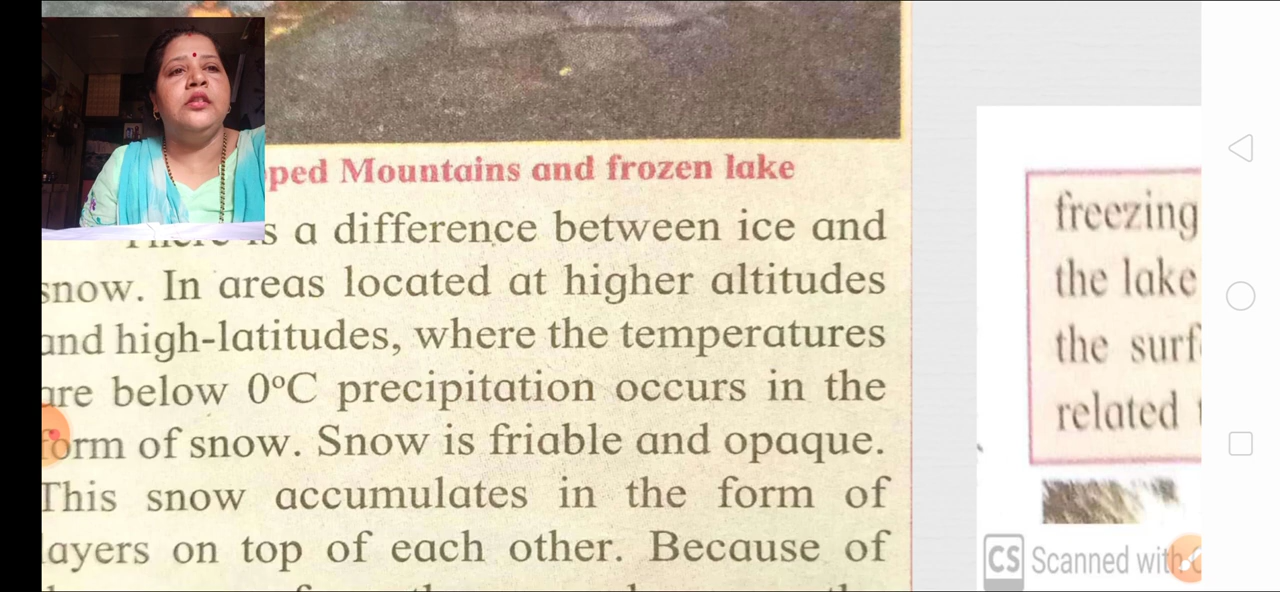 Mountains and frozen lake
is a difference between ice and
snow. In areas located at higher altitudes
and high-latitudes, where the temperatures
are below 0°C precipitation occurs in the
form of snow. Snow is friable and opaque.
This snow accumulates in the form of
layers on top of each other. Because of
freezing
the lake
the surf
related
CS Scanned with